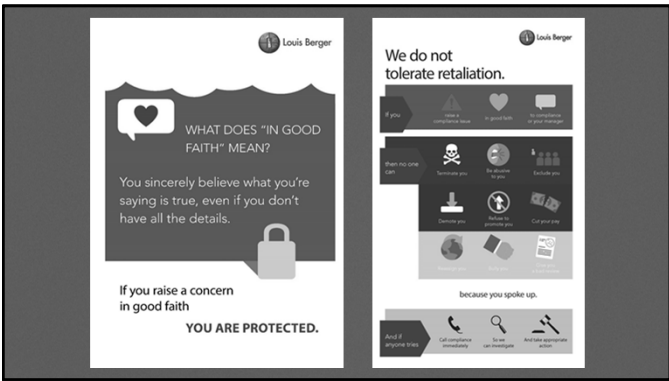 Louis Berger
WHAT DOES "IN GOOD
FAITH" MEAN?
You sincerely believe what you're
saying is true, even if you don't
have all the details.
If you raise a concern
in good faith
YOU ARE PROTECTED.
Louis Berger
We do not
tolerate retaliation.
If you
raise a
compliance issue
in good faith
to compliance
or your manager
then no one
can
Terminate you
Be abusive
to you
Exclude you
Demote you
Refuse to
promote you
Cut your pay
because you spoke up.
And if
anyone tries
Call compliance
immediately
So we
can investigate
And take appropriate
action